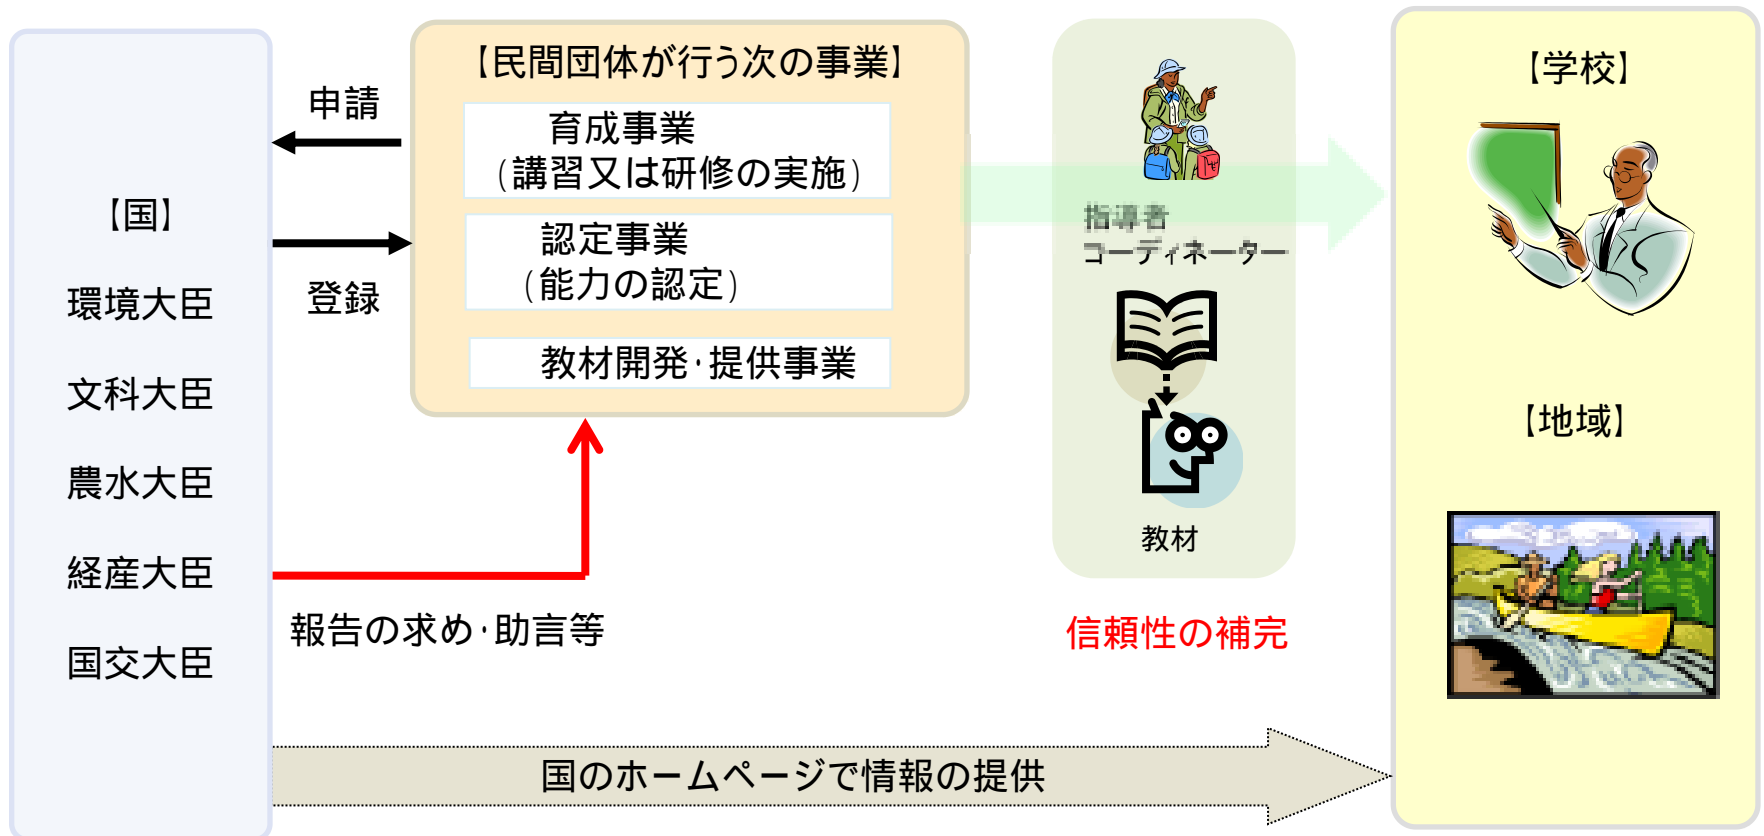 【国】
環境大臣
文科大臣
農水大臣
経産大臣
国交大臣
申請
登録
【民間団体が行う次の事業】
育成事業
(講習又は研修の実施)
認定事業
(能力の認定)
教材開発・提供事業
報告の求め・助言等
指導者
コーディネーター
教材
信頼性の補完
【学校】
【地域】
国のホームページで情報の提供